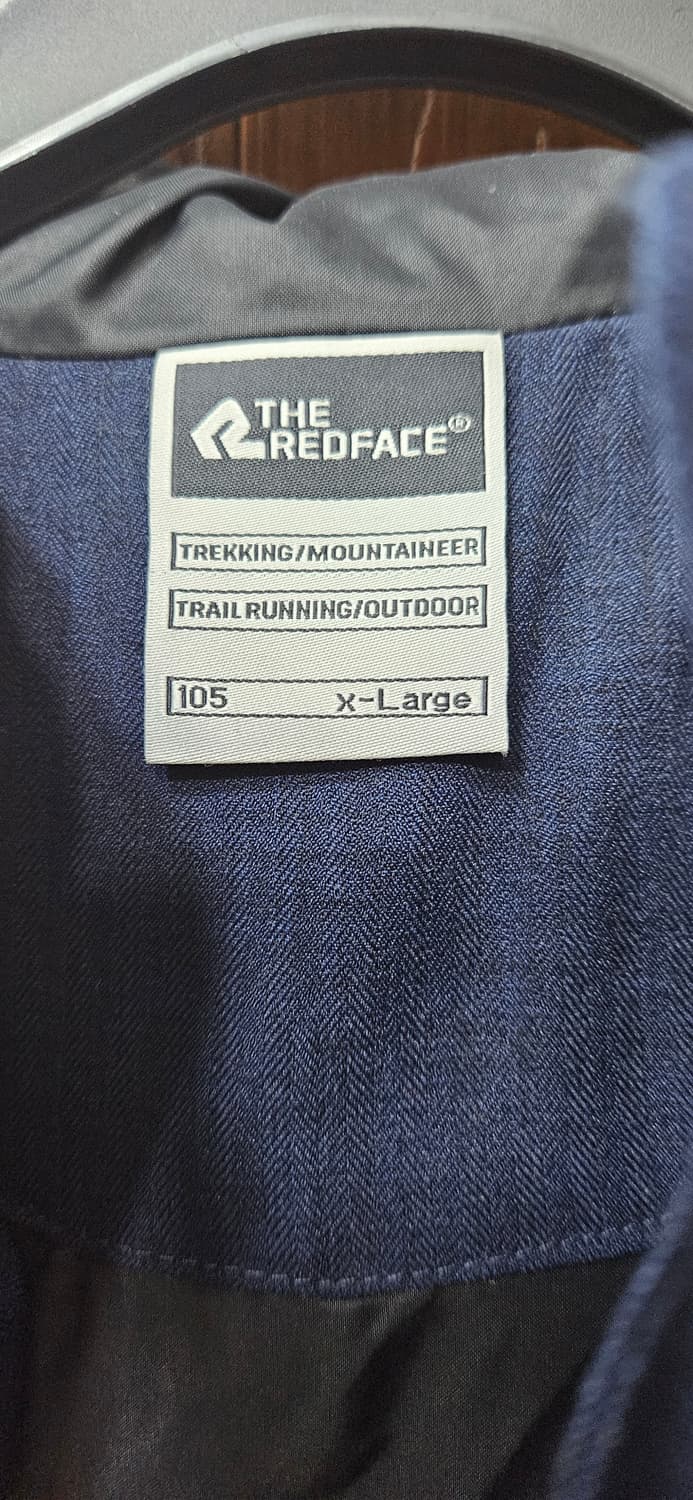 THE
REDFACE®
TREKKING/MOUNTAINEER
TRAIL RUNNING/OUTDOOR
105 x-Large